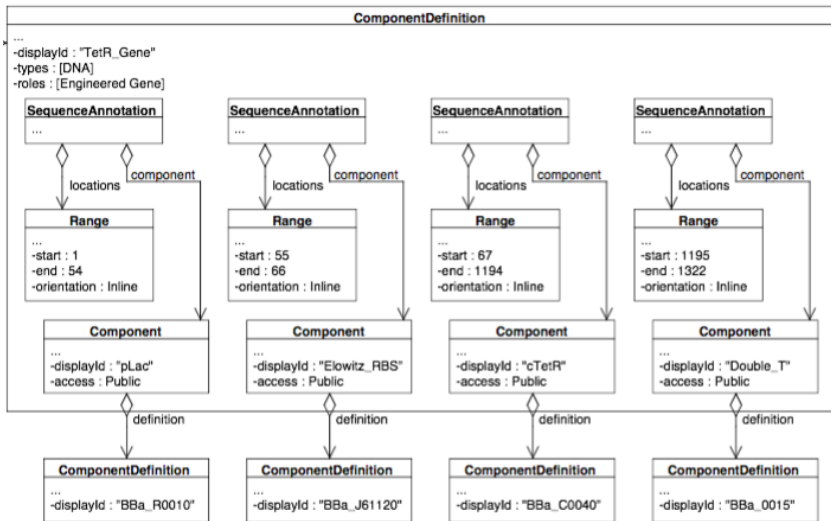 ComponentDefinition
...
-displayId : "TetR_Gene"
-types : [DNA]
-roles : [Engineered Gene]
SequenceAnnotation
...
SequenceAnnotation
...
SequenceAnnotation
...
SequenceAnnotation
...
locations
component
locations
component
locations
component
locations
component
Range
...
-start : 1
-end : 54
-orientation : Inline
Range
...
-start : 55
-end : 66
-orientation : Inline
Range
...
-start : 67
-end : 1194
-orientation : Inline
Range
...
-start : 1195
-end : 1322
-orientation : Inline
Component
...
-displayId : "pLac"
-access : Public
Component
...
-displayId : "Elowitz_RBS"
-access : Public
Component
...
-displayId : "cTetR"
-access : Public
Component
...
-displayId : "Double_T"
-access : Public
definition
definition
definition
definition
ComponentDefinition
...
-displayId : "BBa_R0010"
ComponentDefinition
...
-displayId : "BBa_J61120"
ComponentDefinition
...
-displayId : "BBa_C0040"
ComponentDefinition
...
-displayId : "BBa_0015"